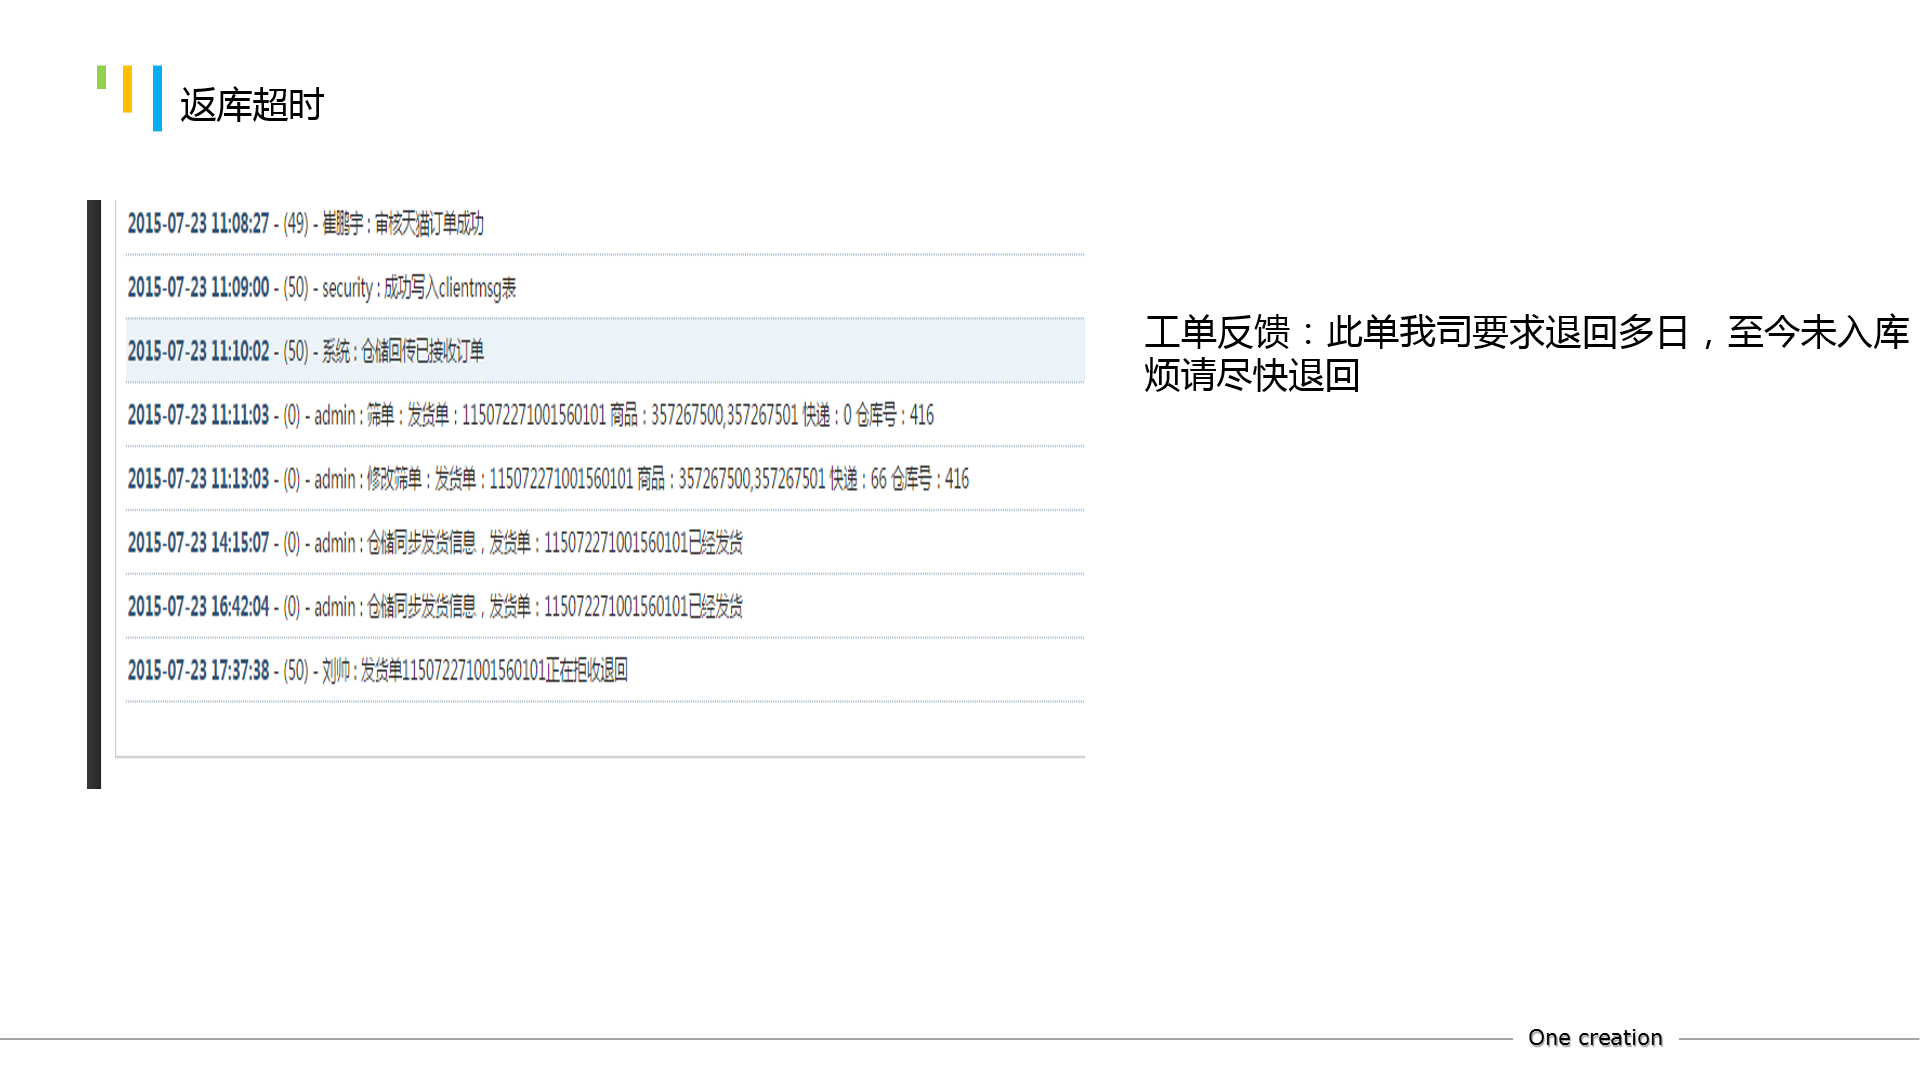 返库超时
2015-07-23 11:08:27 - (49) - 崔鹏宇 : 审核天猫订单成功
2015-07-23 11:09:00 - (50) - security : 成功写入clientmsg表
2015-07-23 11:10:02 - (50) - 系统 : 仓储回传已接收订单
2015-07-23 11:11:03 - (0) - admin : 筛单：发货单：115072271001560101 商品：357267500,357267501 快递：0 仓库号：416
2015-07-23 11:13:03 - (0) - admin : 修改筛单：发货单：115072271001560101 商品：357267500,357267501 快递：66 仓库号：416
2015-07-23 14:15:07 - (0) - admin : 仓储同步发货信息，发货单：115072271001560101已经发货
2015-07-23 16:42:04 - (0) - admin : 仓储同步发货信息，发货单：115072271001560101已经发货
2015-07-23 17:37:38 - (50) - 刘帅 : 发货单115072271001560101正在拒收退回
工单反馈：此单我司要求退回多日，至今未入库
烦请尽快退回
One creation